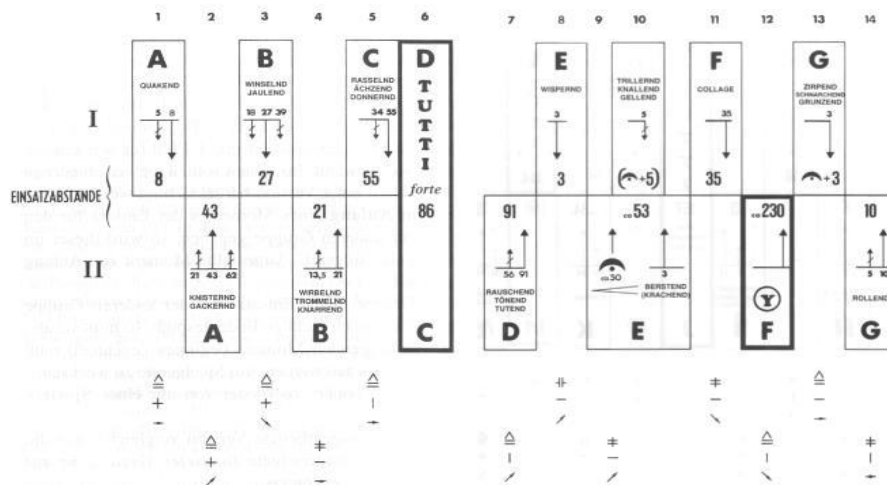 1 2 3 4 5 6 7 8 9 10 11 12 13 14
A B C D E F G
QUAKEND
5 8
8
WINSELND
JAULEND
18 27 39
27
RASSELND
ÄCHZEND
DONNERND
34 55
55
TUTTI
forte
86
WISPERND
3
3
TRILLERND
KNALLEND
GELLEND
5
(+5)
COLLAGE
35
35
ZIRPEND
SCHNARCHEND
GRUNZEND
3
+3
I
EINSATZABSTÄNDE
II
43
21 43 62
KNISTERND
GACKERND
A
21
13,5 21
WIRBELND
TROMMELND
KNARREND
B
C
91
56 91
RAUSCHEND
TÖNEND
TUTEND
D
ca 53
ca 30
3
BERSTEND
(KRACHEND)
E
ca 230
Y
F
10
5 10
ROLLEND
G